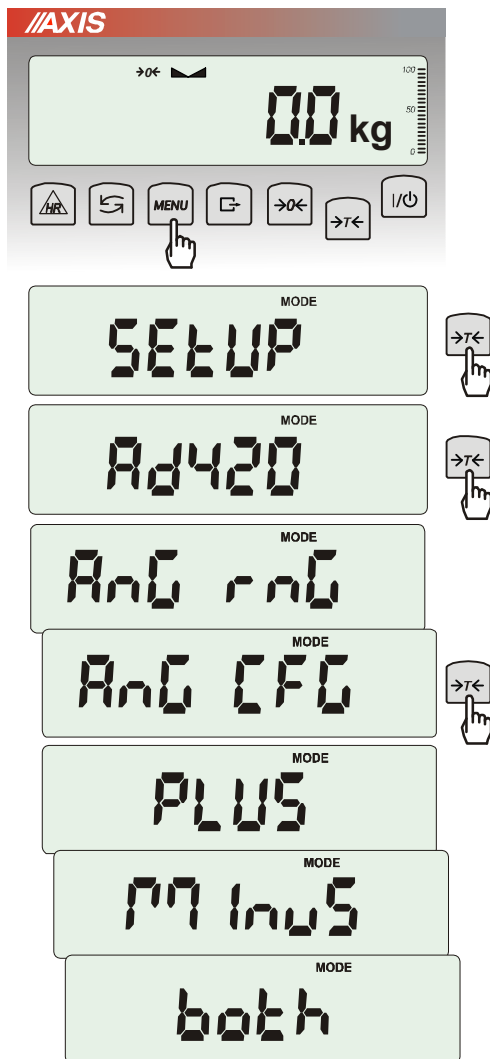 //AXIS
→0← 100
0.0 kg 50
0
HR MENU →0← →T← I/
MODE
SEtUP
→T←
MODE
Ad420
→T←
MODE
AnG rnG
MODE
AnG CFG
→T←
MODE
PLUS
MODE
MInuS
MODE
both